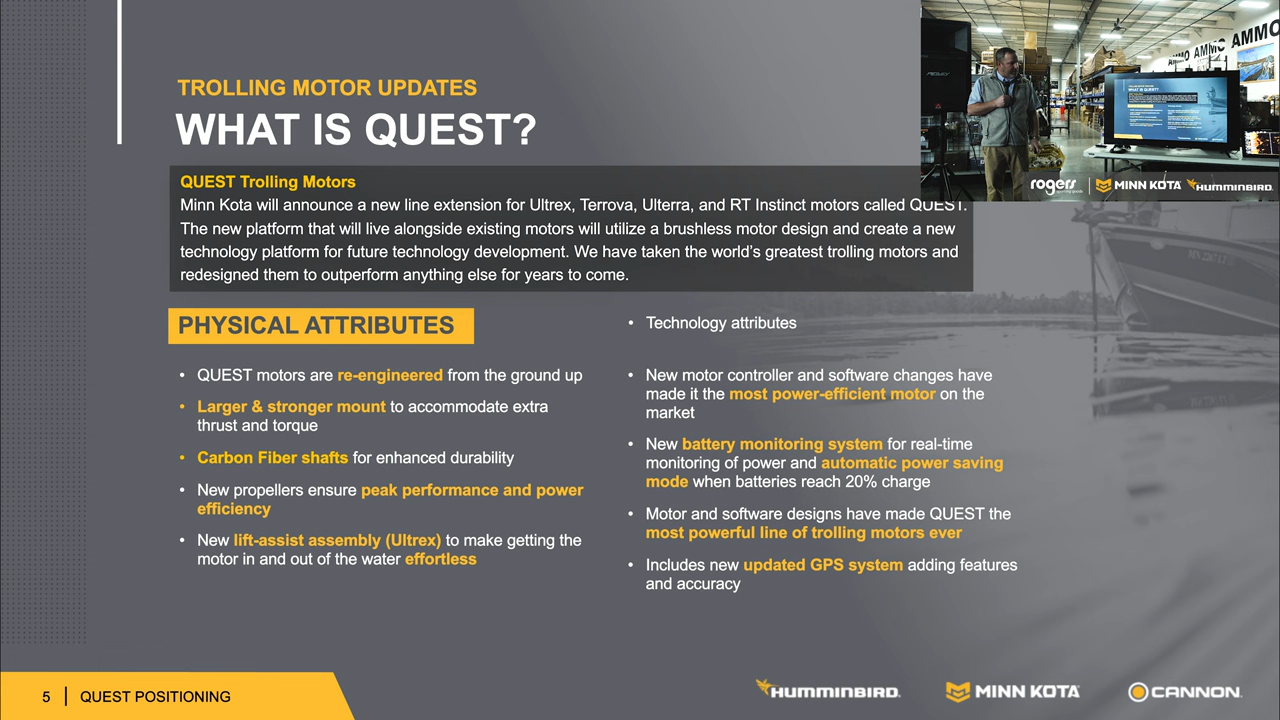 TROLLING MOTOR UPDATES
WHAT IS QUEST?
QUEST Trolling Motors
Minn Kota will announce a new line extension for Ultrex, Terrova, Ulterra, and RT Instinct motors called QUEST.
The new platform that will live alongside existing motors will utilize a brushless motor design and create a new
technology platform for future technology development. We have taken the world's greatest trolling motors and
redesigned them to outperform anything else for years to come.
PHYSICAL ATTRIBUTES
• QUEST motors are re-engineered from the ground up
• Larger & stronger mount to accommodate extra
thrust and torque
• Carbon Fiber shafts for enhanced durability
• New propellers ensure peak performance and power
efficiency
• New lift-assist assembly (Ultrex) to make getting the
motor in and out of the water effortless
• Technology attributes
• New motor controller and software changes have
made it the most power-efficient motor on the
market
• New battery monitoring system for real-time
monitoring of power and automatic power saving
mode when batteries reach 20% charge
• Motor and software designs have made QUEST the
most powerful line of trolling motors ever
• Includes new updated GPS system adding features
and accuracy
AMMO AMMO AMMO
WHAT IS QUEST?
rogers
sporting goods
MINN KOTA
HUMMINBIRD
5 | QUEST POSITIONING
HUMMINBIRD
MINN KOTA
CANNON